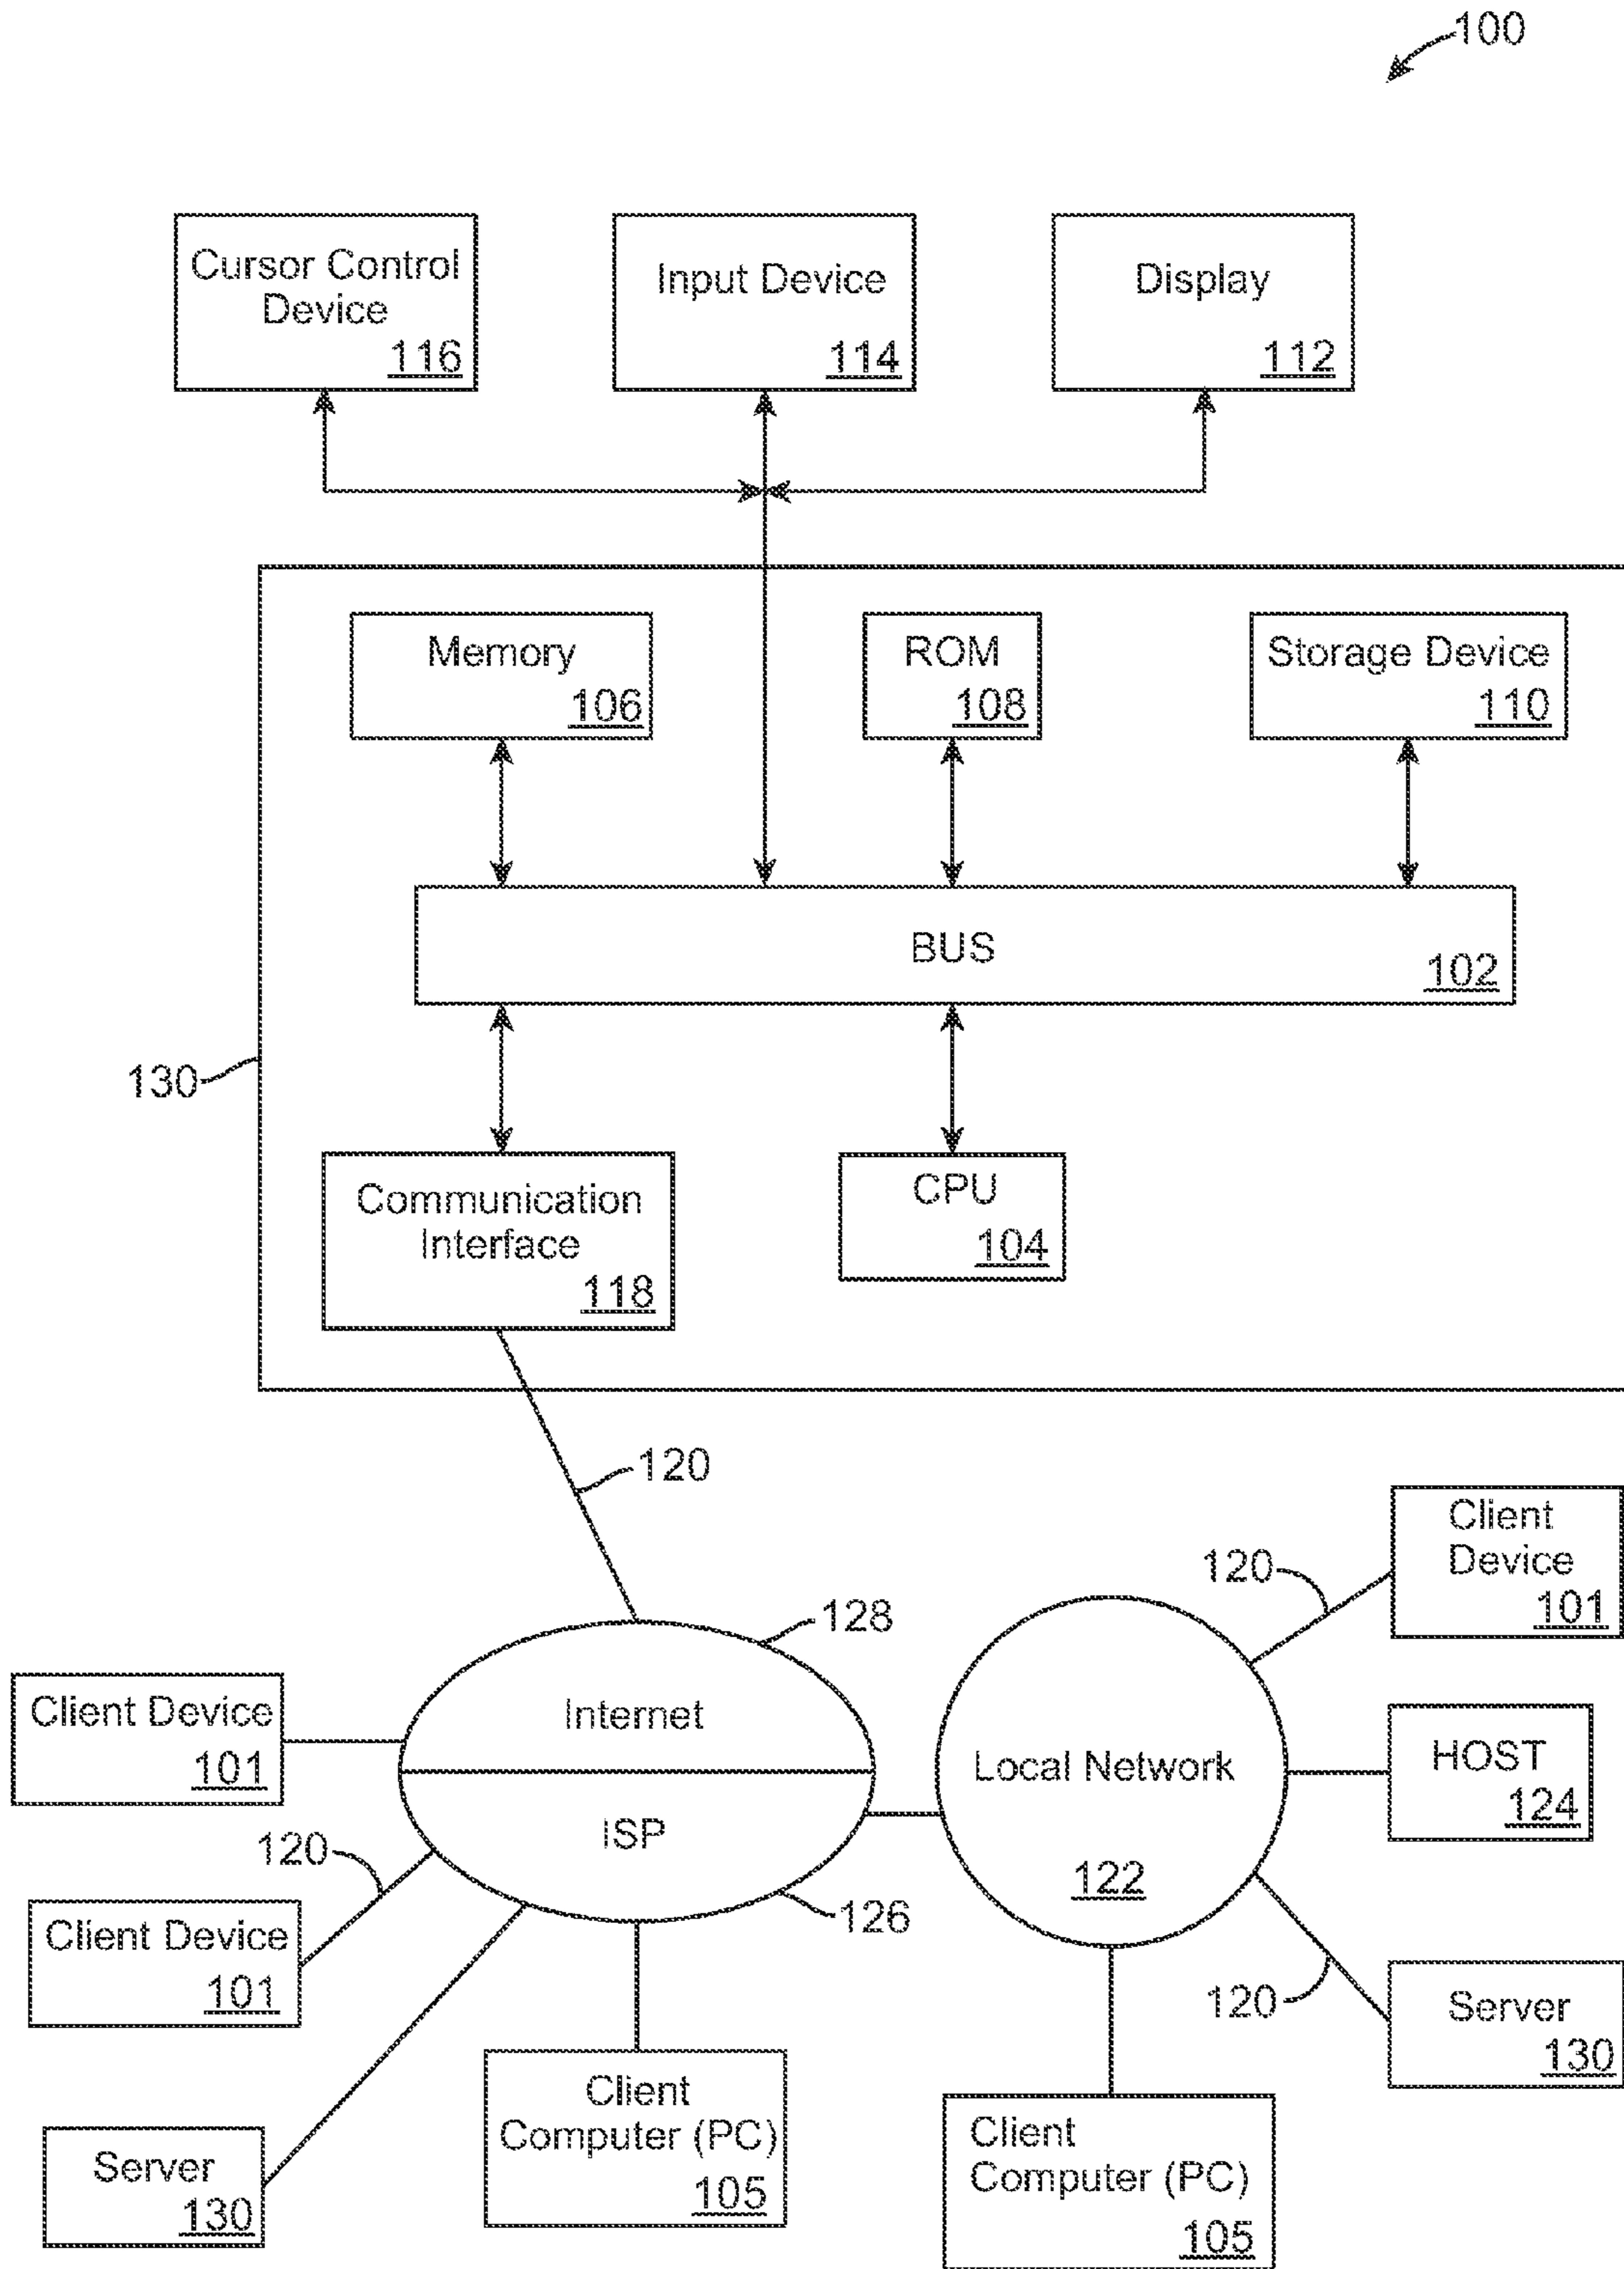 100
Cursor Control
Device
116
Input Device
114
Display
112
Memory
106
ROM
108
Storage Device
110
BUS
102
130
Communication
Interface
118
CPU
104
120
Client
Device
101
120
128
Internet
Client Device
101
Local Network
122
HOST
124
ISP
120
126
Client Device
101
120
Server
130
Client
Computer (PC)
105
Client
Computer (PC)
105
Server
130